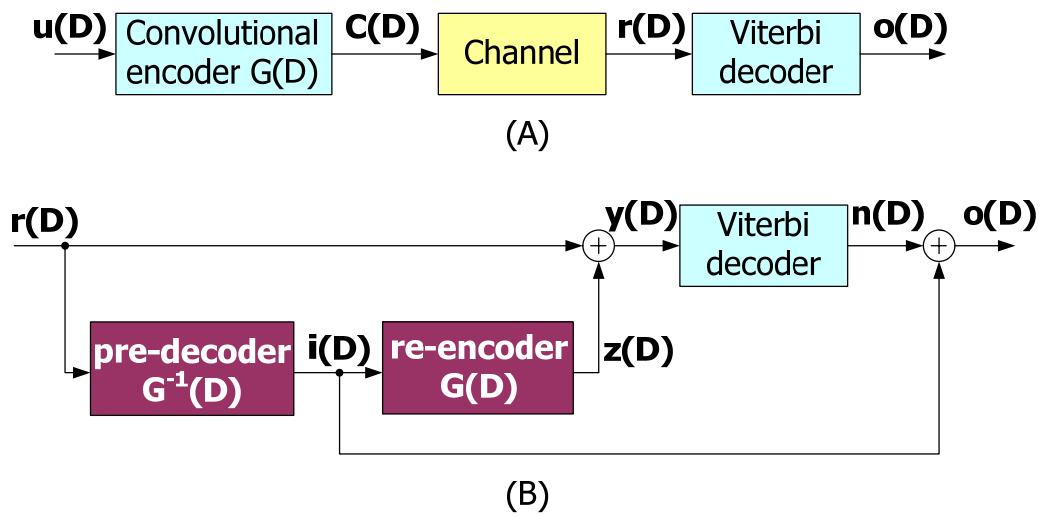 u(D)
Convolutional
encoder G(D)
C(D)
Channel
r(D)
Viterbi
decoder
o(D)
(A)
r(D)
y(D)
Viterbi
decoder
n(D)
o(D)
+
+
pre-decoder
G⁻¹(D)
i(D)
re-encoder
G(D)
z(D)
(B)